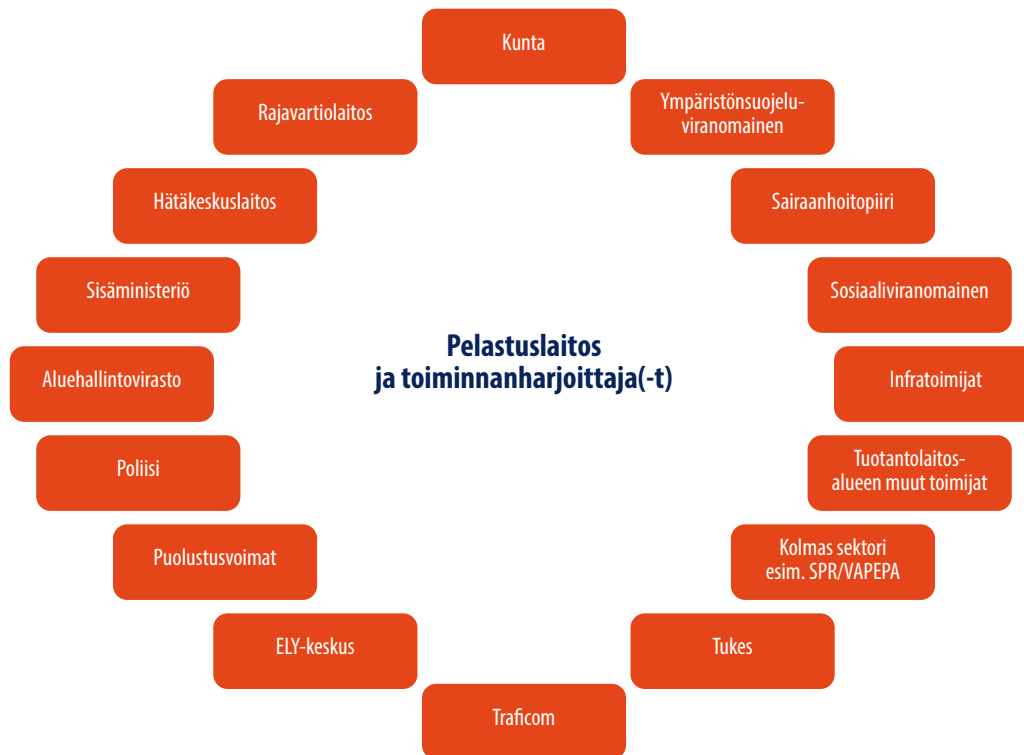 Kunta
Rajavartiolaitos
Ympäristönsuojelu-
viranomainen
Hätäkeskuslaitos
Sairaanhoitopiiri
Sisäministeriö
Sosiaaliviranomainen
Pelastuslaitos
ja toiminnanharjoittaja(-t)
Aluehallintovirasto
Infratoimijat
Poliisi
Tuotantolaitos-
alueen muut toimijat
Puolustusvoimat
Kolmas sektori
esim. SPR/VAPEPA
ELY-keskus
Tukes
Traficom